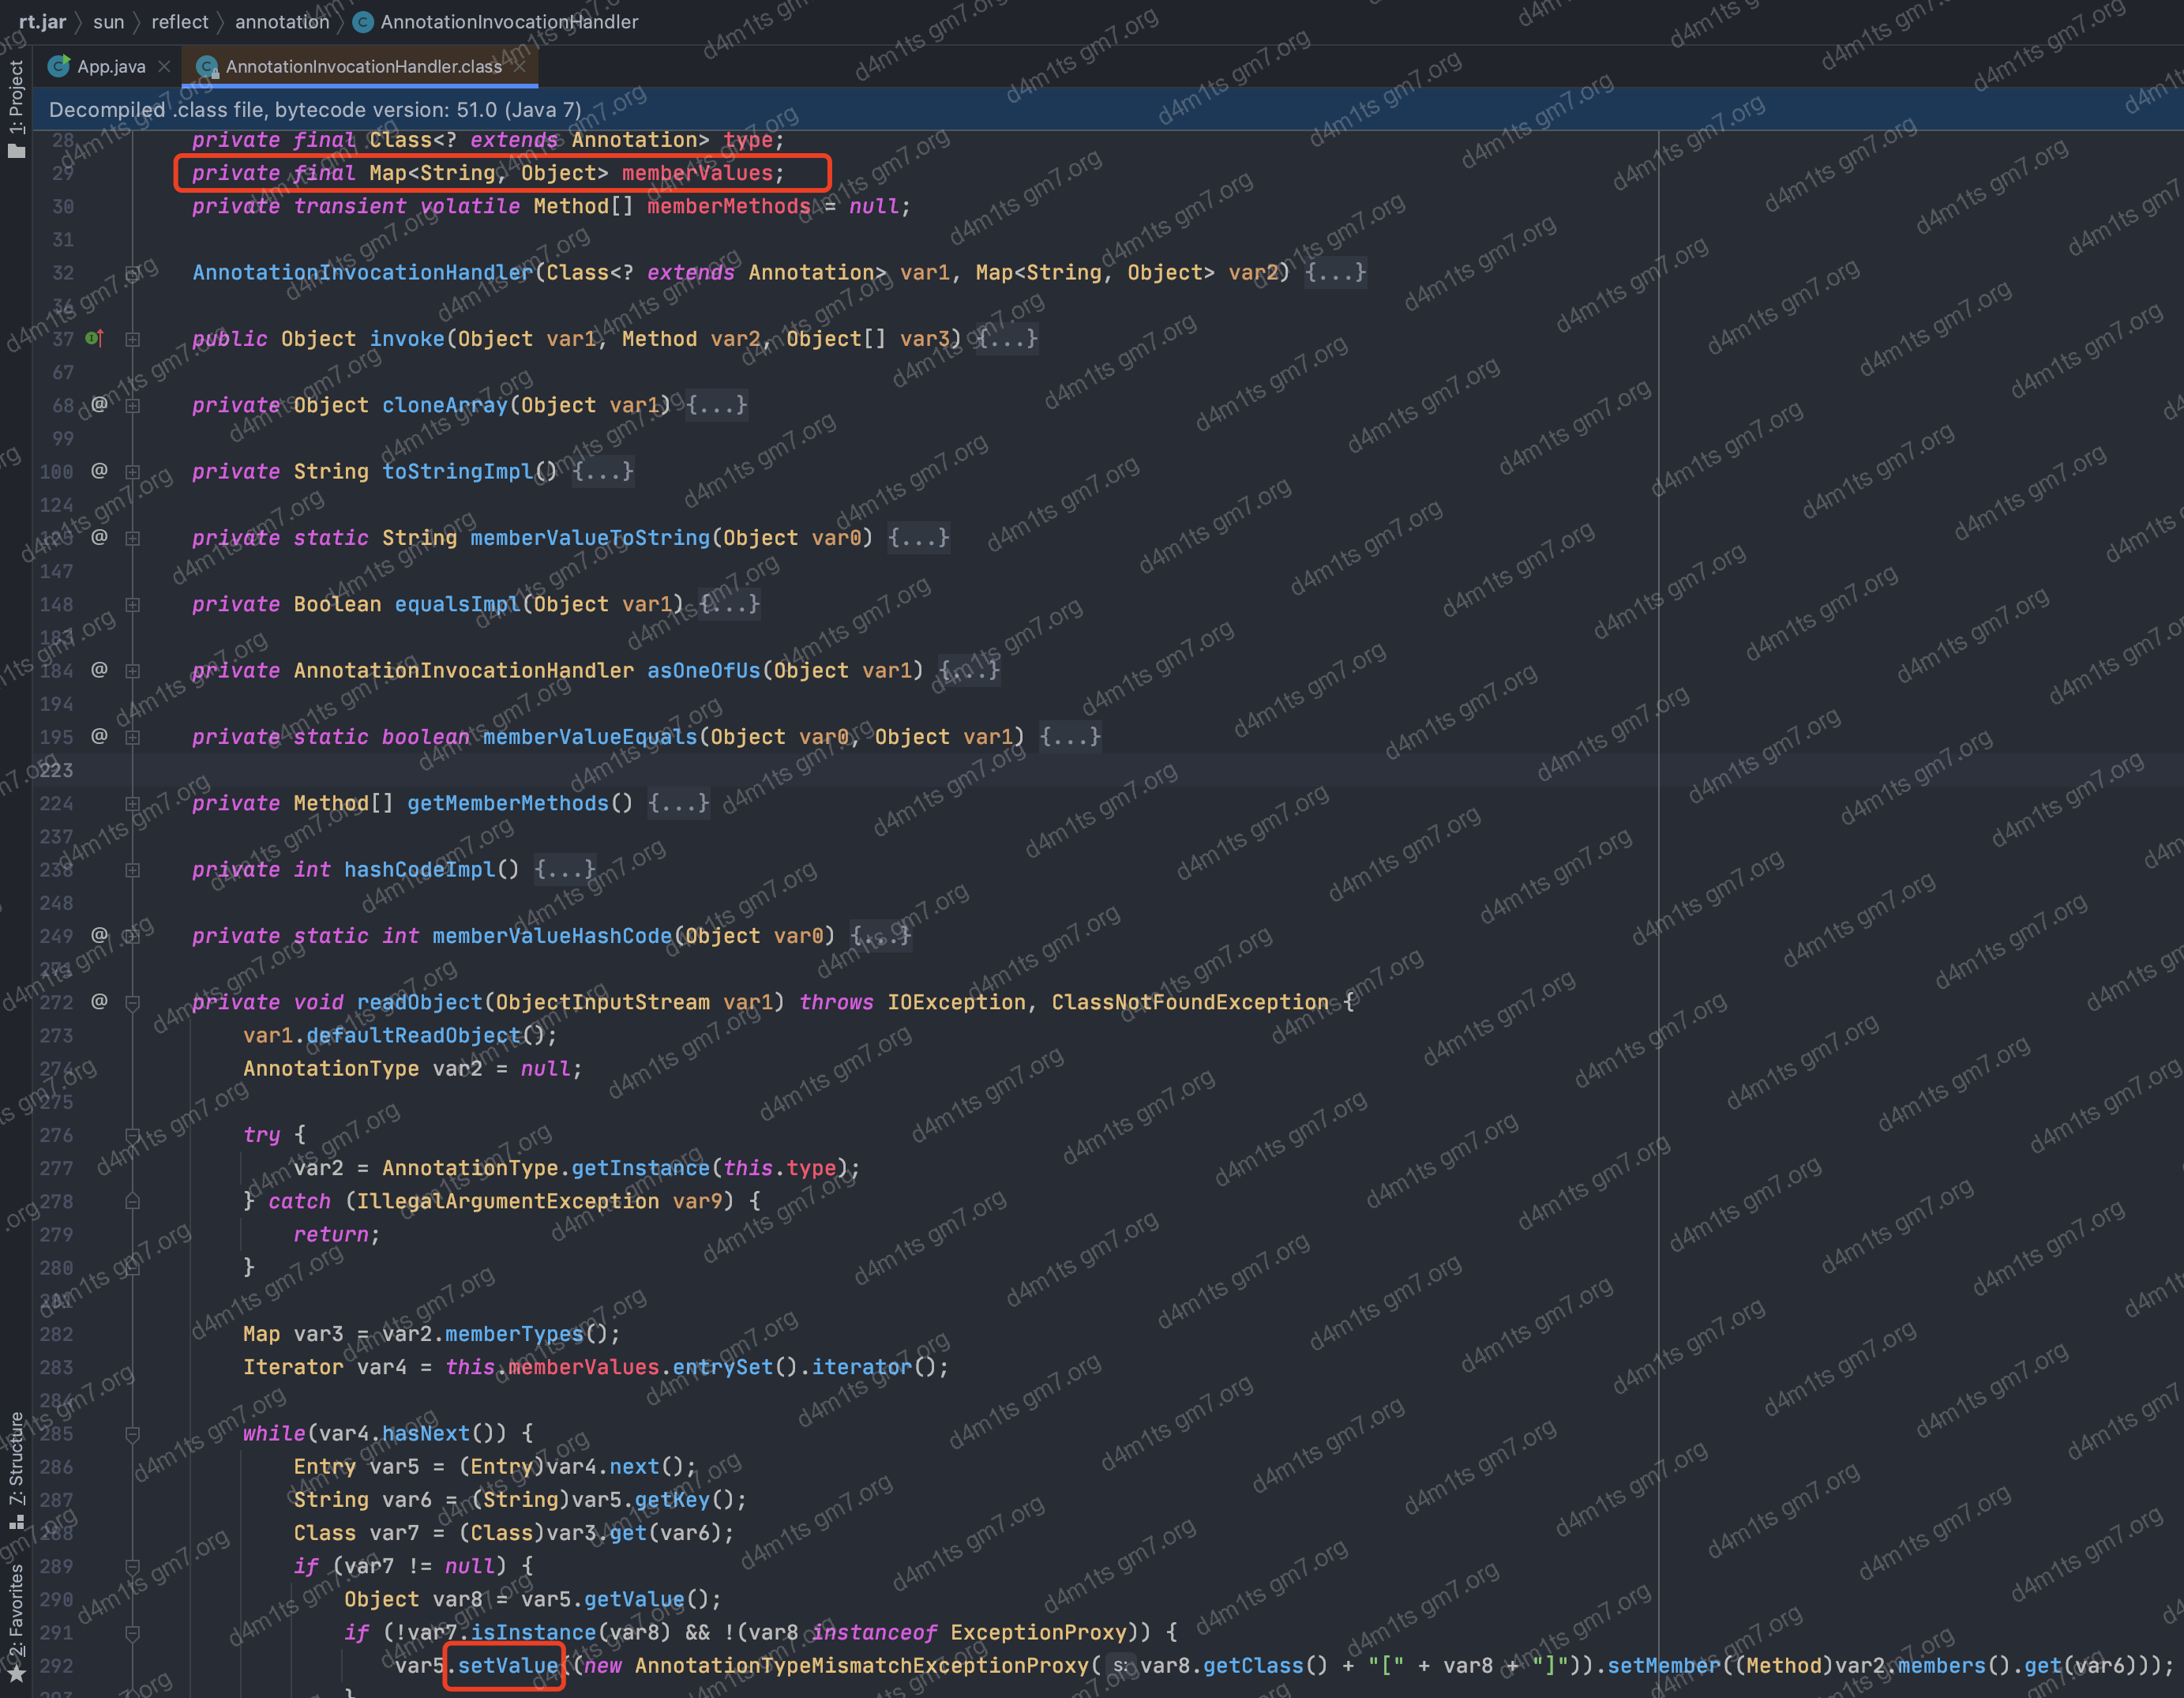 rt.jar sun reflect annotation AnnotationInvocationHandler
App.java AnnotationInvocationHandler.class
1: Project
Decompiled .class file, bytecode version: 51.0 (Java 7)
28 private final Class<? extends Annotation> type;
29 private final Map<String, Object> memberValues;
30 private transient volatile Method[] memberMethods = null;
31
32 AnnotationInvocationHandler(Class<? extends Annotation> var1, Map<String, Object> var2) {...}
36
37 public Object invoke(Object var1, Method var2, Object[] var3) {...}
67
68 @ private Object cloneArray(Object var1) {...}
99
100 @ private String toStringImpl() {...}
124
125 @ private static String memberValueToString(Object var0) {...}
147
148 private Boolean equalsImpl(Object var1) {...}
183
184 @ private AnnotationInvocationHandler asOneOfUs(Object var1) {...}
194
195 @ private static boolean memberValueEquals(Object var0, Object var1) {...}
223
224 private Method[] getMemberMethods() {...}
237
238 private int hashCodeImpl() {...}
248
249 @ private static int memberValueHashCode(Object var0) {...}
271
272 @ private void readObject(ObjectInputStream var1) throws IOException, ClassNotFoundException {
273 var1.defaultReadObject();
274 AnnotationType var2 = null;
275
276 try {
277 var2 = AnnotationType.getInstance(this.type);
278 } catch (IllegalArgumentException var9) {
279 return;
280 }
281
282 Map var3 = var2.memberTypes();
283 Iterator var4 = this.memberValues.entrySet().iterator();
284
285 while(var4.hasNext()) {
286 Entry var5 = (Entry)var4.next();
287 String var6 = (String)var5.getKey();
288 Class var7 = (Class)var3.get(var6);
289 if (var7 != null) {
290 Object var8 = var5.getValue();
291 if (!var7.isInstance(var8) && !(var8 instanceof ExceptionProxy)) {
292 var5.setValue((new AnnotationTypeMismatchExceptionProxy( s: var8.getClass() + "[" + var8 + "]")).setMember((Method)var2.members().get(var6)));
293 }
7: Structure
2: Favorites
d4m1ts gm7.org